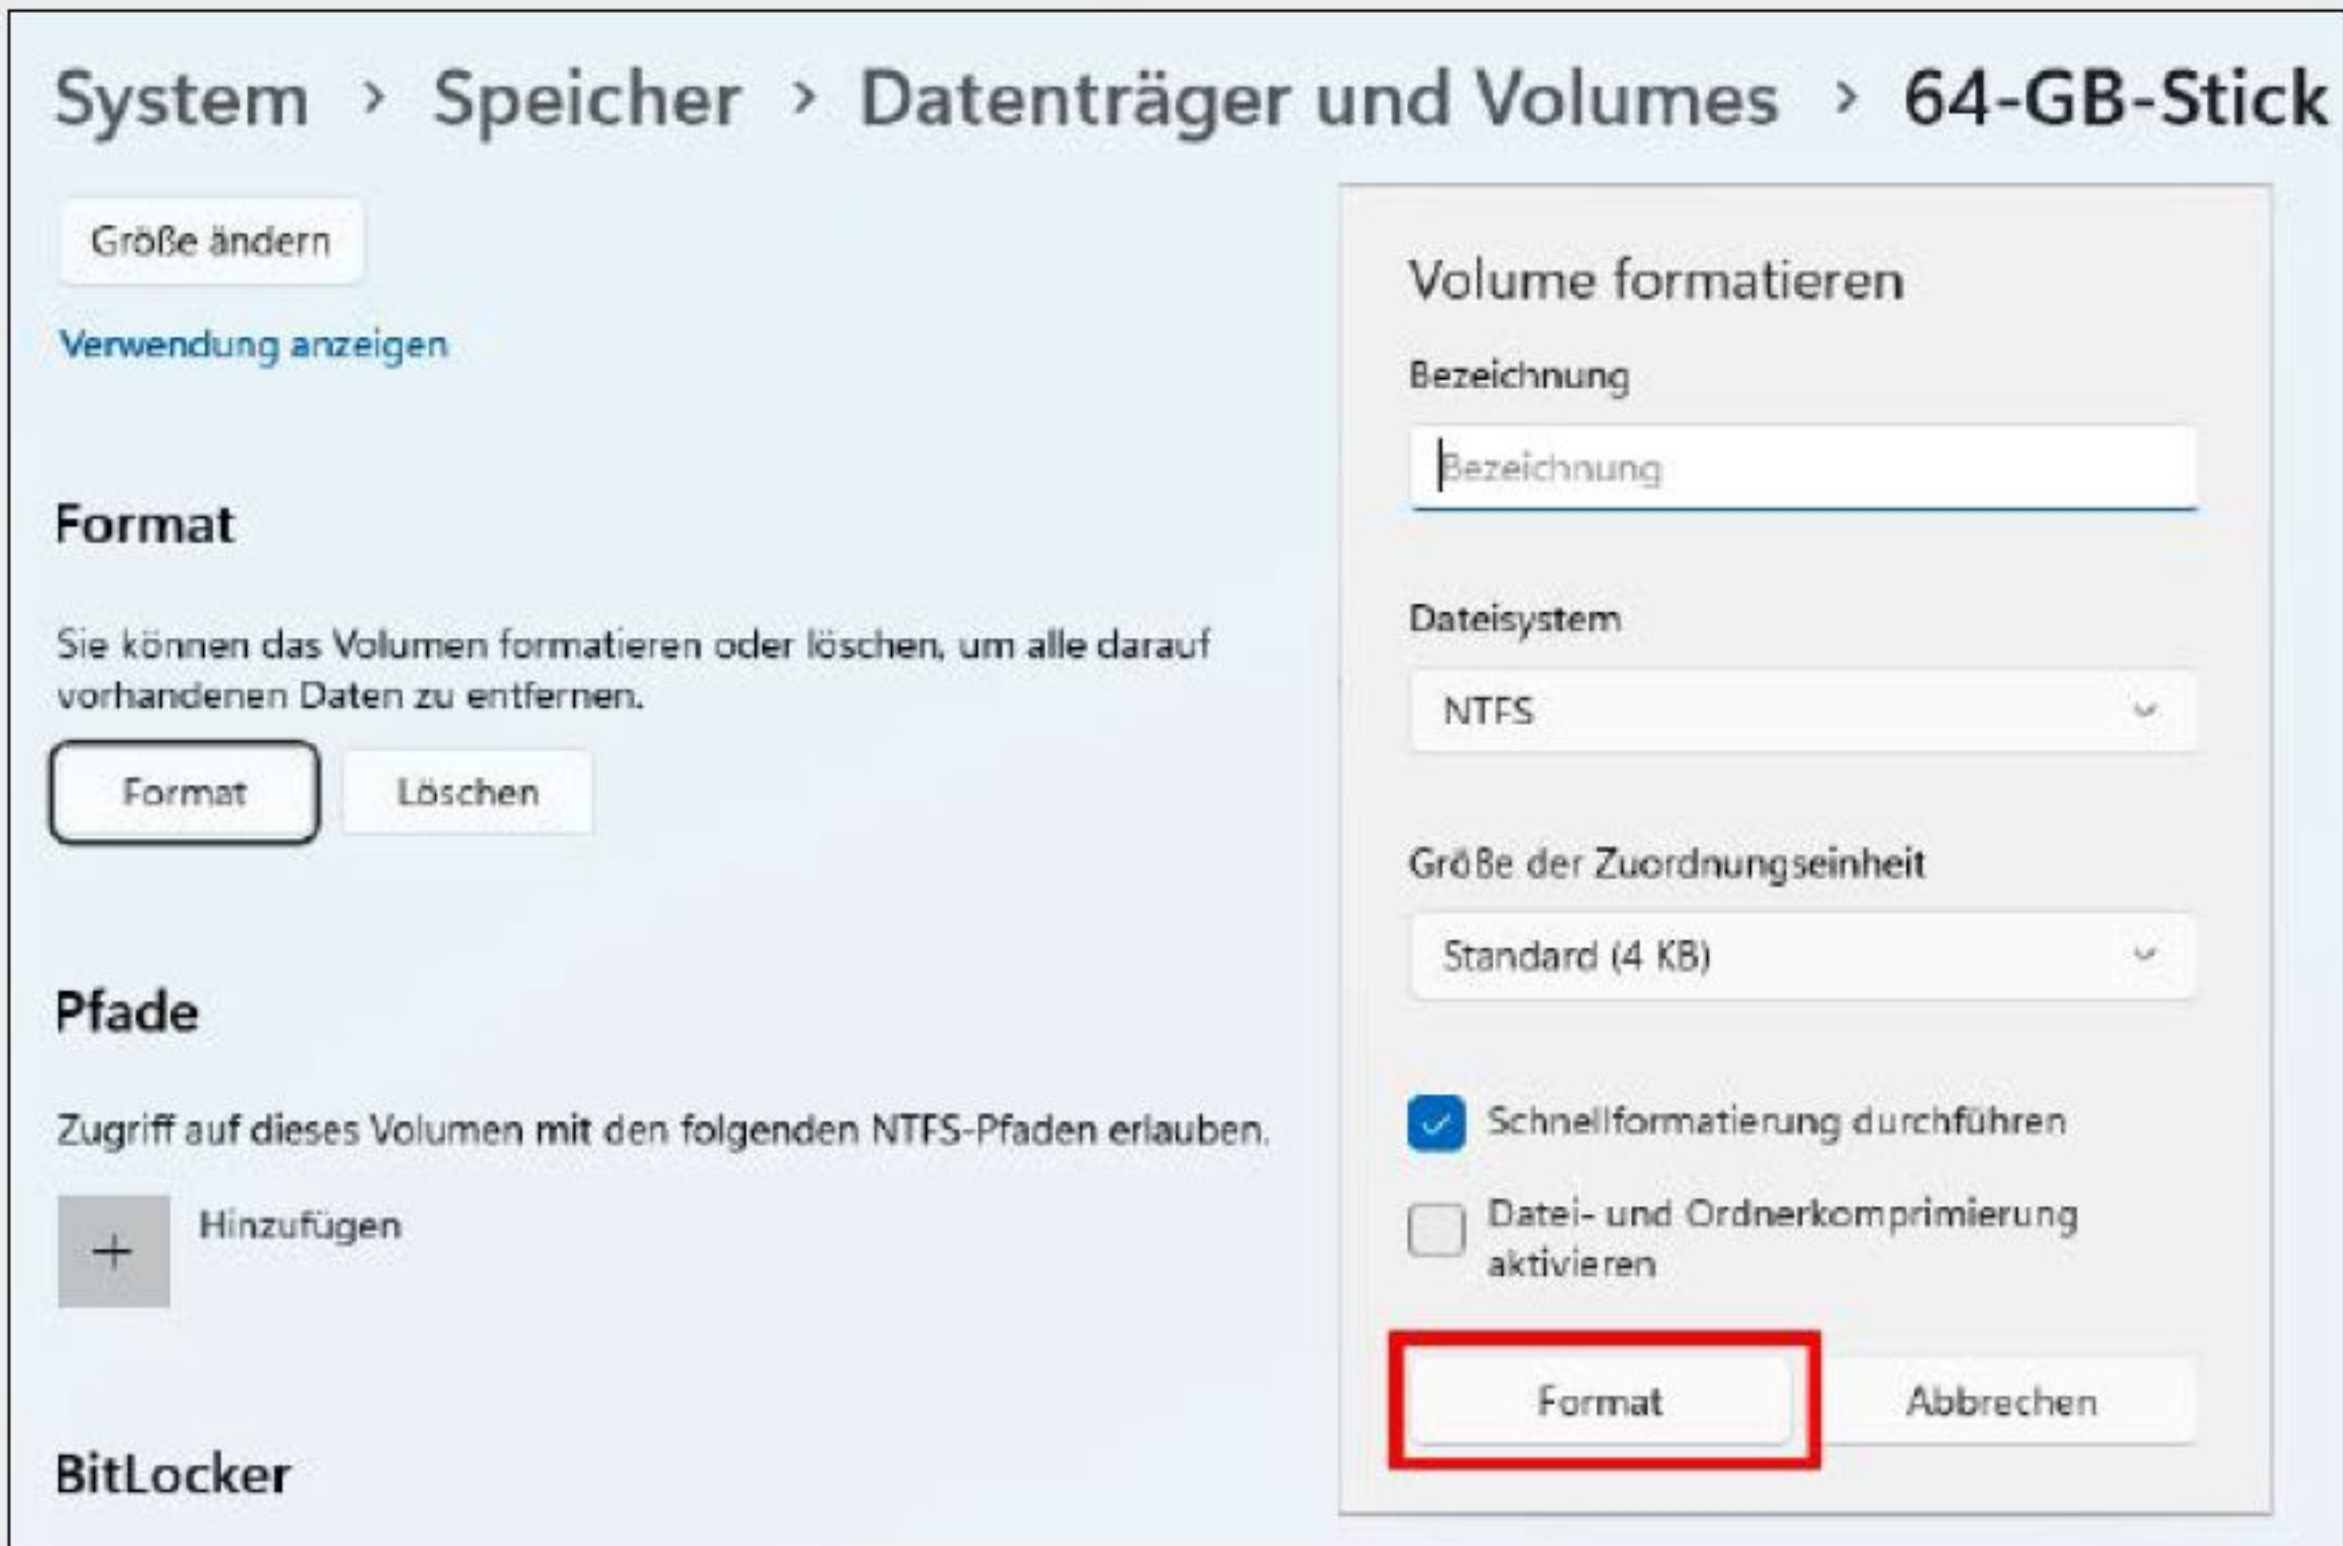 System > Speicher > Datenträger und Volumes > 64-GB-Stick
Größe ändern
Verwendung anzeigen
Format
Sie können das Volumen formatieren oder löschen, um alle darauf
vorhandenen Daten zu entfernen.
Format Löschen
Pfade
Zugriff auf dieses Volumen mit den folgenden NTFS-Pfaden erlauben.
+ Hinzufügen
BitLocker
Volume formatieren
Bezeichnung
Bezeichnung
Dateisystem
NTFS
Größe der Zuordnungseinheit
Standard (4 KB)
Schnellformatierung durchführen
Datei- und Ordnerkomprimierung
aktivieren
Format Abbrechen